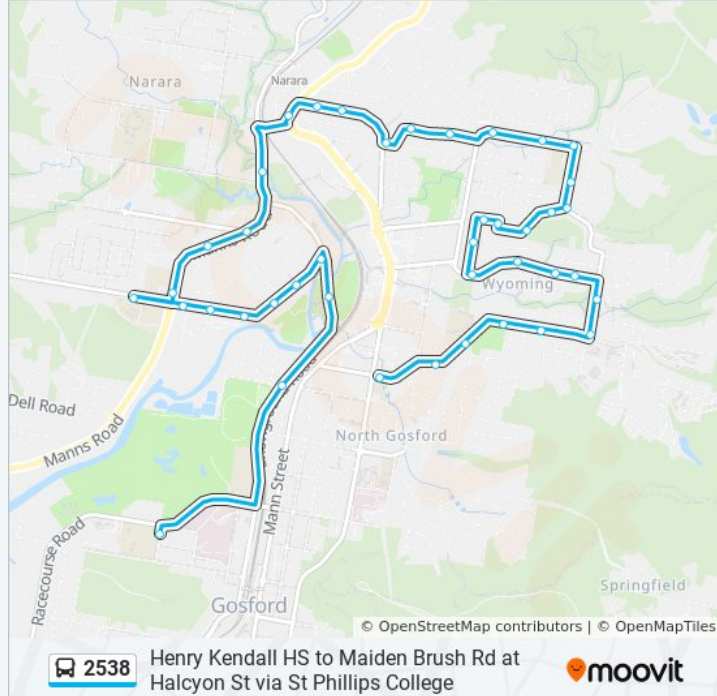 Narara
Narara
Wyoming
Dell Road
Manns Road
North Gosford
Mann Street
Racecourse Road
Springfield
Gosford
© OpenStreetMap contributors | © OpenMapTiles
2538
Henry Kendall HS to Maiden Brush Rd at
Halcyon St via St Phillips College
moovit